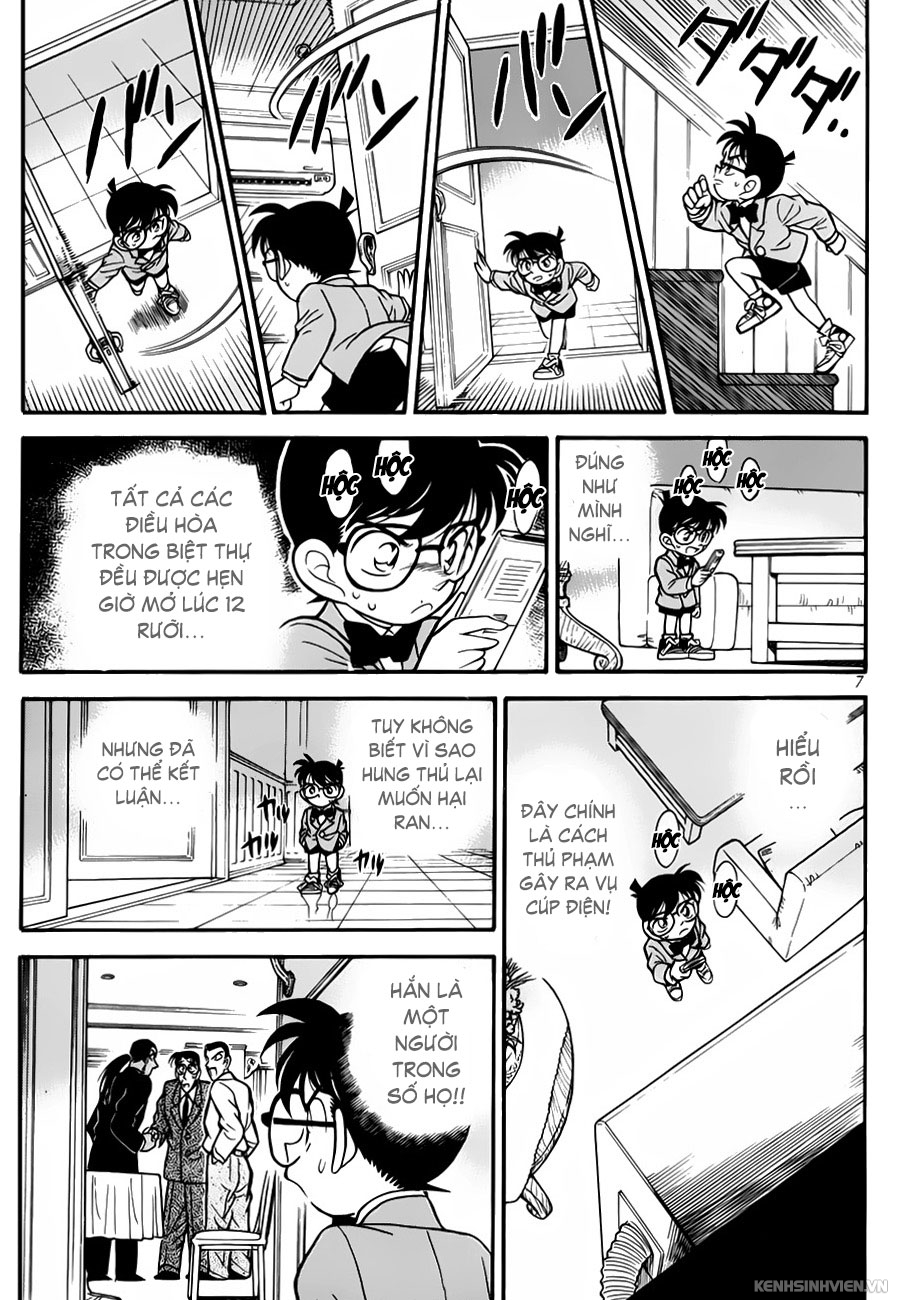 ダダダダ..
バン
バン
ĐÚNG
NHƯ
MÌNH
NGHĨ...
HỘC
HỘC
HỘC
TẤT CẢ CÁC
ĐIỀU HÒA
TRONG BIỆT THỰ
ĐỀU ĐƯỢC HẸN
GIỜ MỞ LÚC 12
RƯỠI...
HỘC
HỘC
HỘC
7
HIỂU
RỒI
...
ĐÂY CHÍNH
LÀ CÁCH
THỦ PHẠM
GÂY RA VỤ
CÚP ĐIỆN!
HỘC
HỘC
TUY KHÔNG
BIẾT VÌ SAO
HUNG THỦ LẠI
MUỐN HẠI
RAN...
NHƯNG ĐÃ
CÓ THỂ KẾT
LUẬN...
HẮN LÀ
MỘT
NGƯỜI
TRONG
SỐ HỌ!!
KENHSINHVIEN.VN